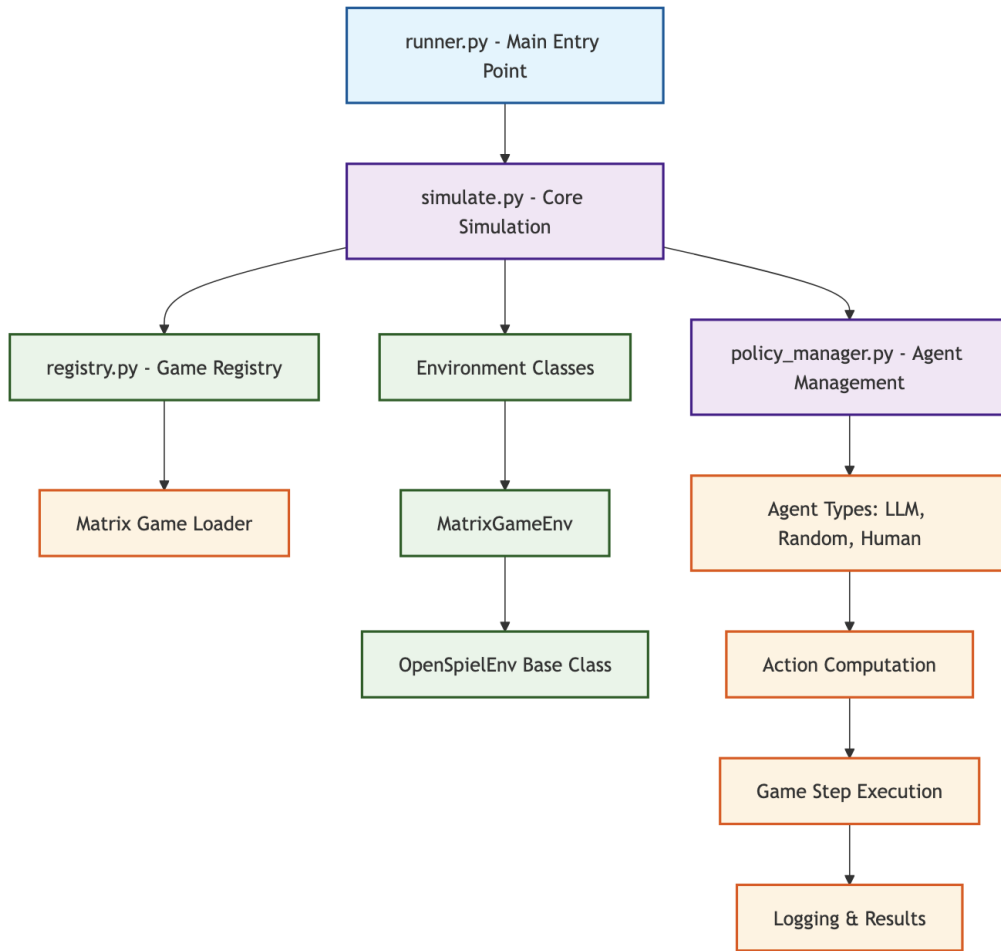 runner.py - Main Entry
Point
simulate.py - Core
Simulation
registry.py - Game Registry
Environment Classes
policy_manager.py - Agent
Management
Matrix Game Loader
MatrixGameEnv
Agent Types: LLM,
Random, Human
OpenSpielEnv Base Class
Action Computation
Game Step Execution
Logging & Results